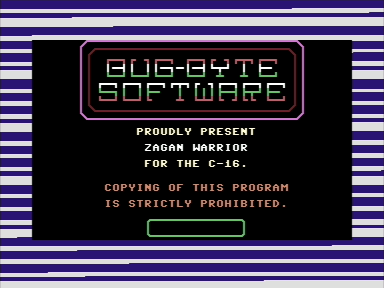 BUG-BYTE
SOFTWARE
PROUDLY PRESENT
ZAGAN WARRIOR
FOR THE C-16.
COPYING OF THIS PROGRAM
IS STRICTLY PROHIBITED.